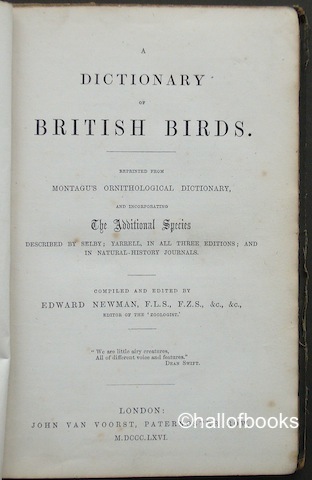 A
DICTIONARY
OF
BRITISH BIRDS.
REPRINTED FROM
MONTAGU'S ORNITHOLOGICAL DICTIONARY,
AND INCORPORATING
The Additional Species
DESCRIBED BY SELBY; YARRELL, IN ALL THREE EDITIONS; AND
IN NATURAL-HISTORY JOURNALS.
COMPILED AND EDITED BY
EDWARD NEWMAN, F.L.S., F.Z.S., &c., &c.,
EDITOR OF THE 'ZOOLOGIST.'
"We are little airy creatures,
All of different voice and features."
DEAN SWIFT.
LONDON:
JOHN VAN VOORST,
M.DCCC.LXVI.
©hallofbooks